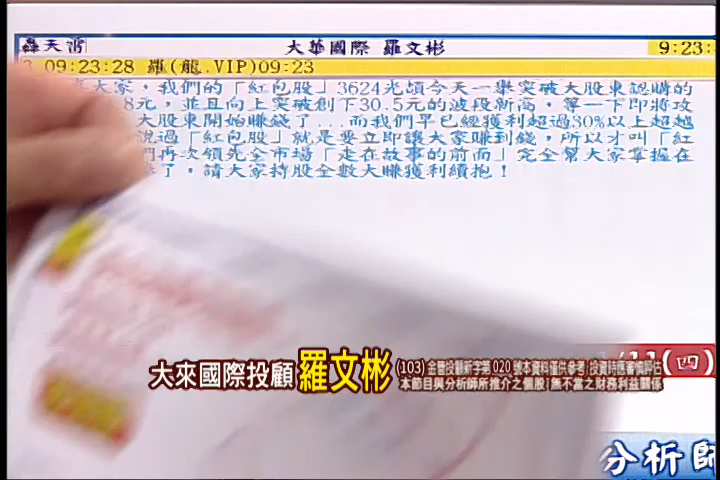 轟天雷
大華國際 羅文彬
9:23:
09:23:28 羅(龍.VIP)09:23
大家，我們的「紅包股」3624光頡今天一舉突破大股東認購的
8元，並且向上突破創下30.5元的波段新高，等一下即將攻
大股東開始賺錢了...而我們早已經獲利超過30%以上超越
說過「紅包股」就是要立即讓大家賺到錢，所以才叫「紅
們再次領先全市場「走在故事的前面」完全幫大家掌握在
了，請大家持股全數大賺獲利續抱！
/11(四)
大來國際投顧 羅文彬 (103)金管投顧新字第020號本資料僅供參考 投資時應審慎評估
本節目與分析師所推介之個股 無不當之財務利益關係
分析師